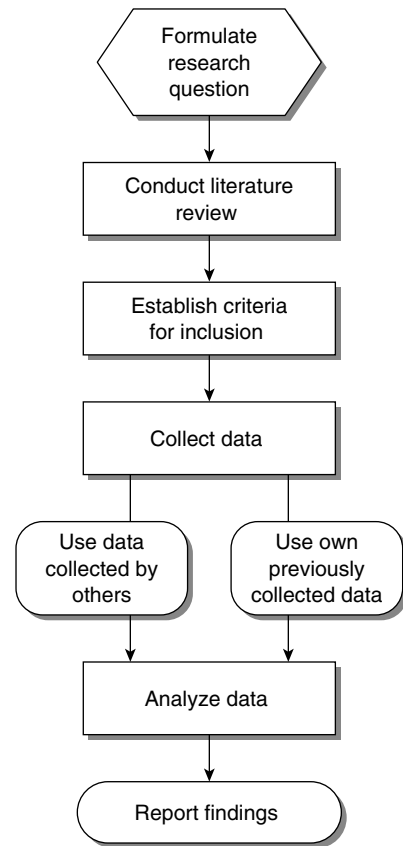 Formulate
research
question
Conduct literature
review
Establish criteria
for inclusion
Collect data
Use data
collected by
others
Use own
previously
collected data
Analyze data
Report findings